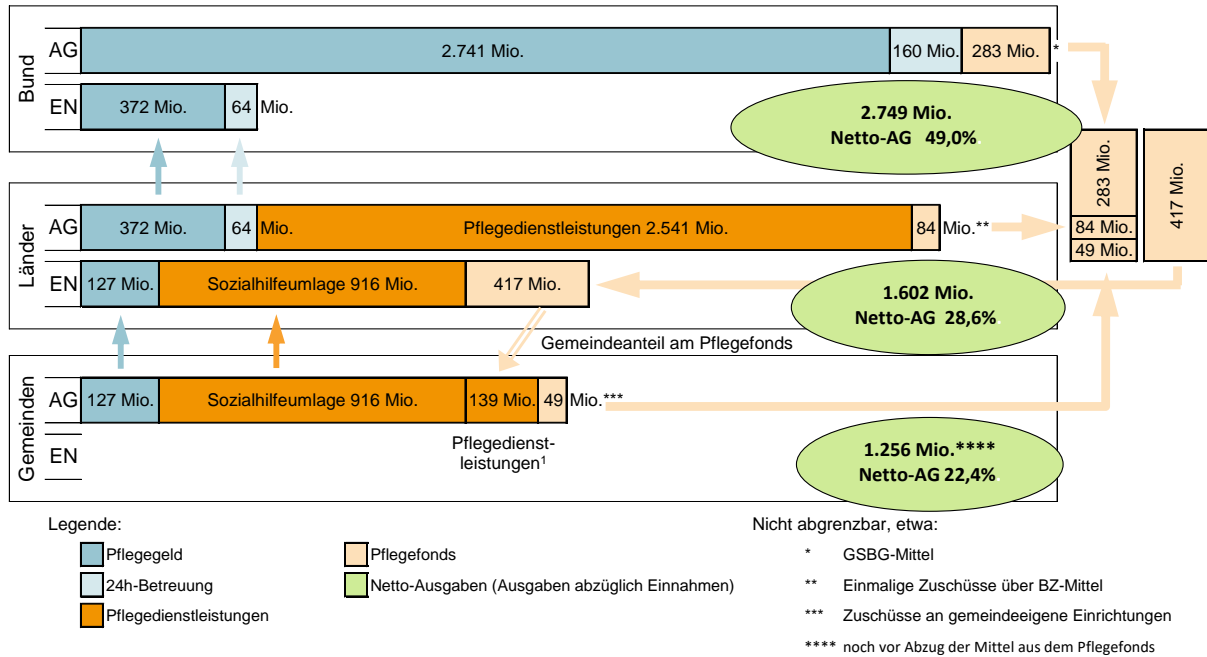 Bund
AG
2.741 Mio.
160 Mio.
283 Mio.
*
EN
372 Mio.
64
Mio.
2.749 Mio.
Netto-AG 49,0%
283 Mio.
84 Mio.
49 Mio.
417 Mio.
Länder
AG
372 Mio.
64
Mio.
Pflegedienstleistungen 2.541 Mio.
84
Mio.**
EN
127 Mio.
Sozialhilfeumlage 916 Mio.
417 Mio.
1.602 Mio.
Netto-AG 28,6%
Gemeindeanteil am Pflegefonds
Gemeinden
AG
127 Mio.
Sozialhilfeumlage 916 Mio.
139 Mio.
49
Mio.***
EN
Pflegedienst-
leistungen¹
1.256 Mio.****
Netto-AG 22,4%
Legende:
Pflegegeld
24h-Betreuung
Pflegedienstleistungen
Pflegefonds
Netto-Ausgaben (Ausgaben abzüglich Einnahmen)
Nicht abgrenzbar, etwa:
* GSBG-Mittel
** Einmalige Zuschüsse über BZ-Mittel
*** Zuschüsse an gemeindeeigene Einrichtungen
**** noch vor Abzug der Mittel aus dem Pflegefonds